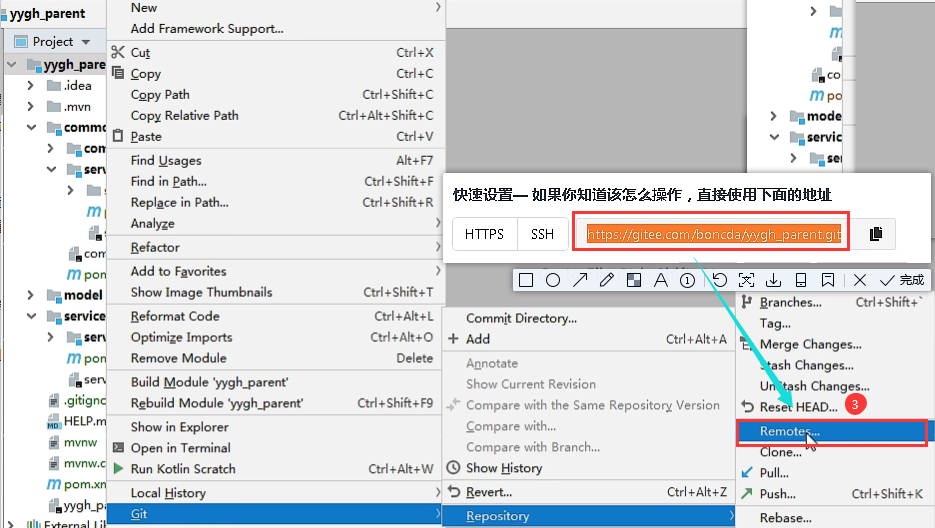 yygh_parent
Project
yygh_pare
.idea
.mvn
commo
com
serv
s
m
s
co
pom
model
service
serv
pom
serv
.gitignc
HELP.m
MD
mvnw
mvnw.c
pom.xm
yygh_pa
External Lib
New
Add Framework Support...
Cut Ctrl+X
Copy Ctrl+C
Copy Path Ctrl+Shift+C
Copy Relative Path Ctrl+Alt+Shift+C
Paste Ctrl+V
Find Usages Alt+F7
Find in Path... Ctrl+Shift+F
Replace in Path... Ctrl+Shift+R
Analyze
Refactor
Add to Favorites
Show Image Thumbnails Ctrl+Shift+T
Reformat Code Ctrl+Alt+L
Optimize Imports Ctrl+Alt+O
Remove Module Delete
Build Module 'yygh_parent'
Rebuild Module 'yygh_parent' Ctrl+Shift+F9
Show in Explorer
Open in Terminal
Run Kotlin Scratch Ctrl+Alt+W
Local History
Git
Commit Directory...
Add Ctrl+Alt+A
Annotate
Show Current Revision
Compare with the Same Repository Version
Compare with...
Compare with Branch...
Show History
Revert... Ctrl+Alt+Z
Repository
m
co
pom
model
servic
ser
快速设置— 如果你知道该怎么操作，直接使用下面的地址
HTTPS SSH https://gitee.com/boncda/yygh_parent.git
A 1 完成
Branches... Ctrl+Shift+`
Tag...
Merge Changes...
Stash Changes...
Unstash Changes...
Reset HEAD... 3
Remotes...
Clone...
Pull...
Push... Ctrl+Shift+K
Rebase...